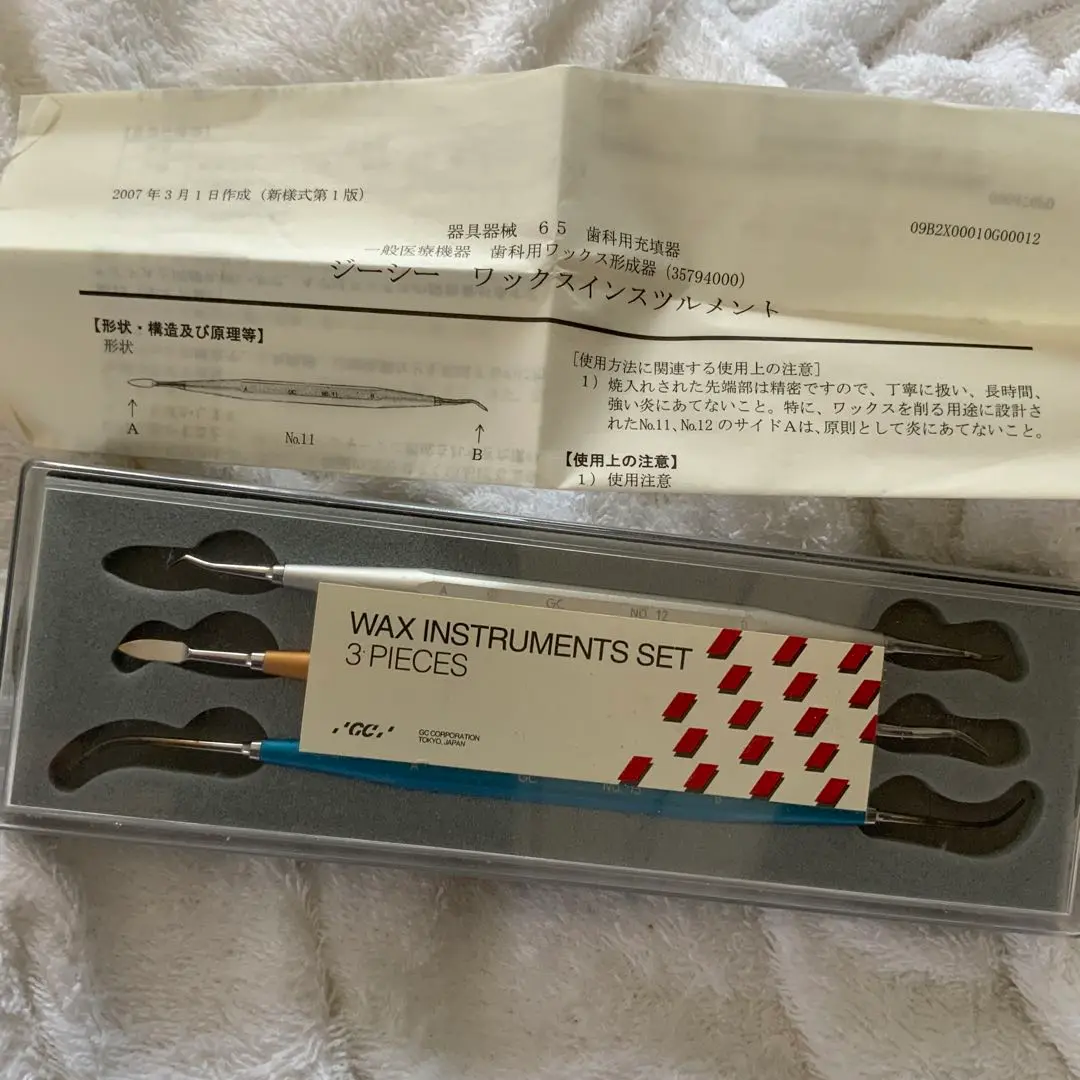 2007年3月1日作成（新様式第1版）
09B2X00010G00012
器具器械　65　歯科用充填器
一般医療機器　歯科用ワックス形成器 (35794000)
ジーシー　ワックスインスツルメント
【形状・構造及び原理等】
形状
A
№11
B
［使用方法に関連する使用上の注意］
1）焼入れされた先端部は精密ですので、丁寧に扱い、長時間、
強い炎にあてないこと。特に、ワックスを削る用途に設計さ
れた№11、№12 のサイドAは、原則として炎にあてないこと。
【使用上の注意】
1）使用注意
A GC NO. 12
WAX INSTRUMENTS SET
3 PIECES
GC
GC CORPORATION
TOKYO, JAPAN
GC